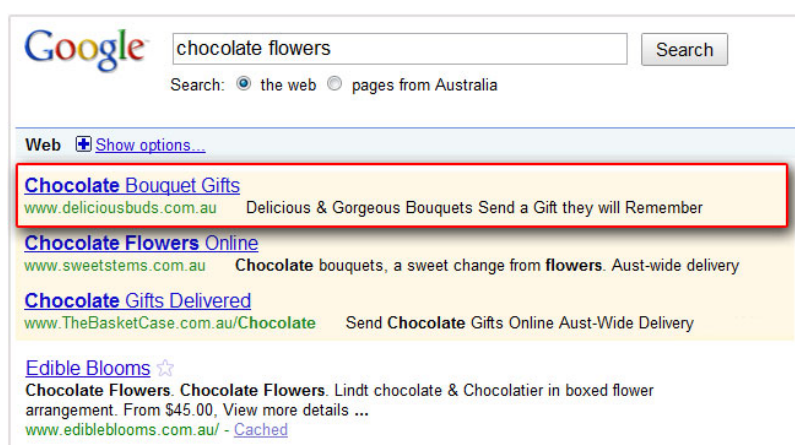 Google chocolate flowers Search
Search: the web pages from Australia
Web Show options...
Chocolate Bouquet Gifts
www.deliciousbuds.com.au Delicious & Gorgeous Bouquets Send a Gift they will Remember
Chocolate Flowers Online
www.sweetstems.com.au Chocolate bouquets, a sweet change from flowers. Aust-wide delivery
Chocolate Gifts Delivered
www.TheBasketCase.com.au/Chocolate Send Chocolate Gifts Online Aust-Wide Delivery
Edible Blooms
Chocolate Flowers. Chocolate Flowers. Lindt chocolate & Chocolatier in boxed flower
arrangement. From $45.00, View more details ...
www.edibleblooms.com.au/ - Cached